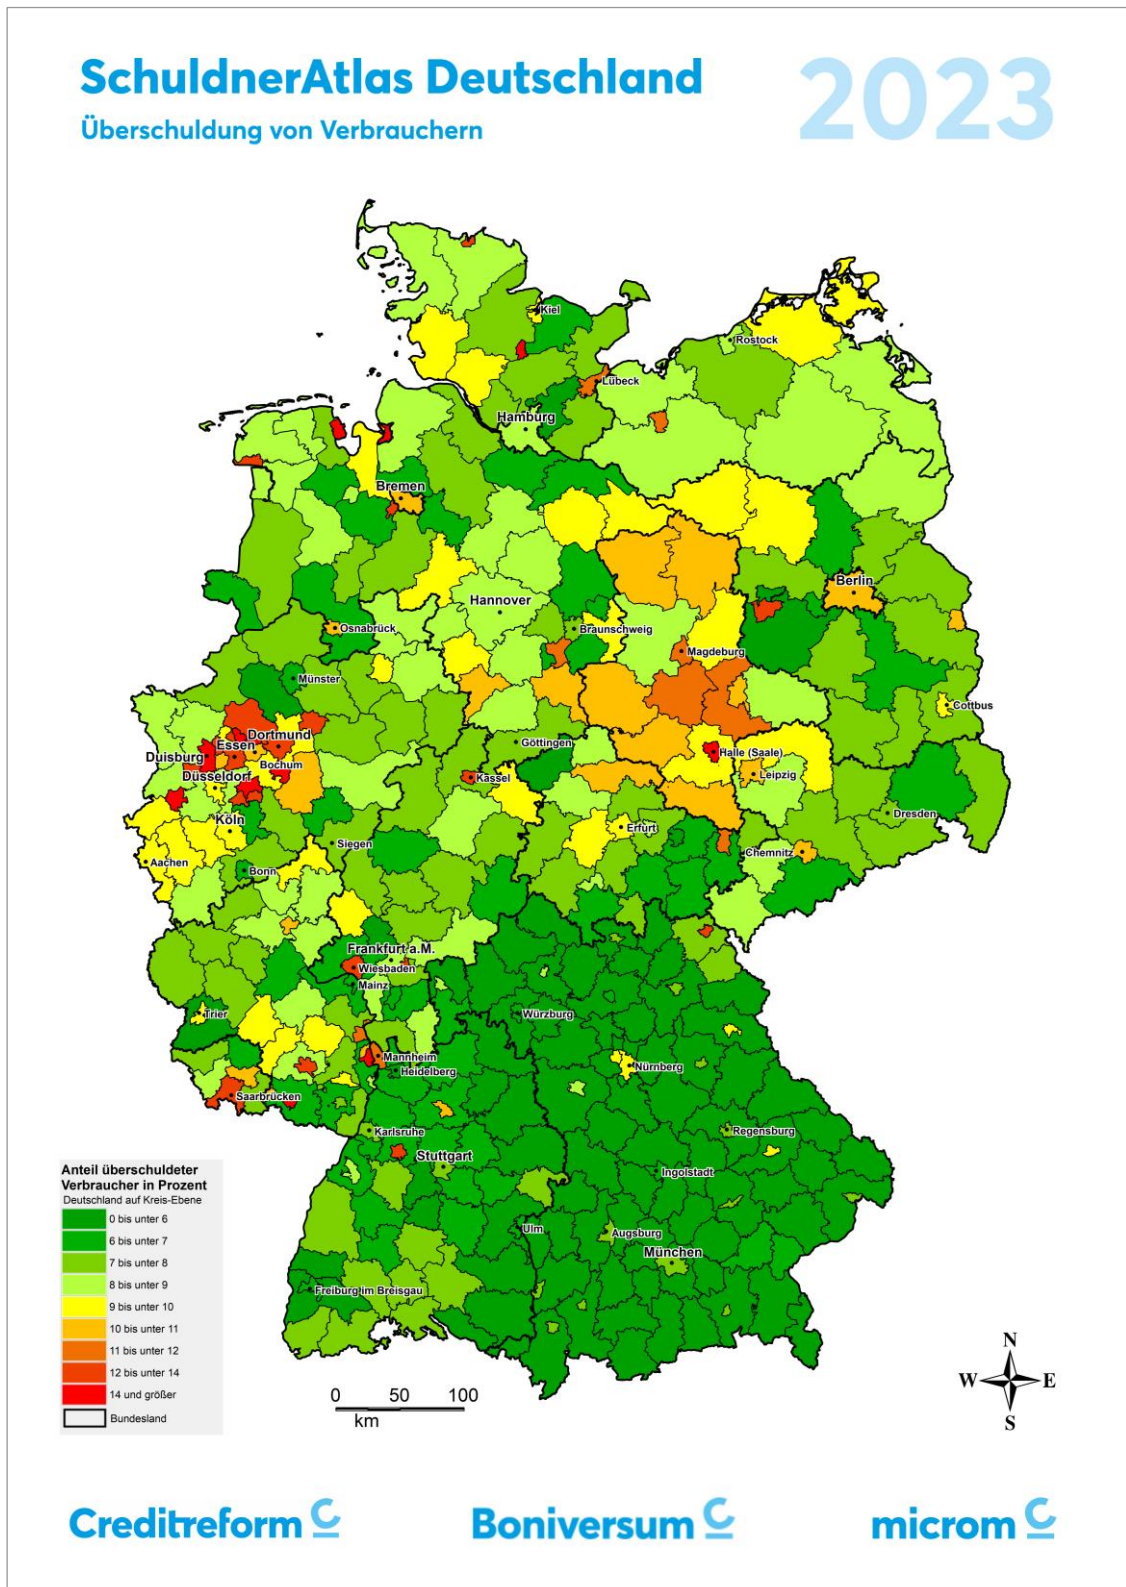 SchuldnerAtlas Deutschland
2023
Überschuldung von Verbrauchern
Kiel
Rostock
Lübeck
Hamburg
Bremen
Berlin
Hannover
Osnabrück
Braunschweig
Magdeburg
Münster
Cottbus
Dortmund
Essen
Duisburg
Bochum
Göttingen
Halle (Saale)
Düsseldorf
Kassel
Leipzig
Dresden
Köln
Erfurt
Siegen
Chemnitz
Aachen
Bonn
Frankfurt a.M.
Wiesbaden
Mainz
Trier
Würzburg
Mannheim
Nürnberg
Heidelberg
Saarbrücken
Karlsruhe
Regensburg
Stuttgart
Ingolstadt
Ulm
Augsburg
München
Freiburg im Breisgau
Anteil überschuldeter
Verbraucher in Prozent
Deutschland auf Kreis-Ebene
0 bis unter 6
6 bis unter 7
7 bis unter 8
8 bis unter 9
9 bis unter 10
10 bis unter 11
11 bis unter 12
12 bis unter 14
14 und größer
Bundesland
0 50 100
km
N
W E
S
Creditreform C
Boniversum C
microm C